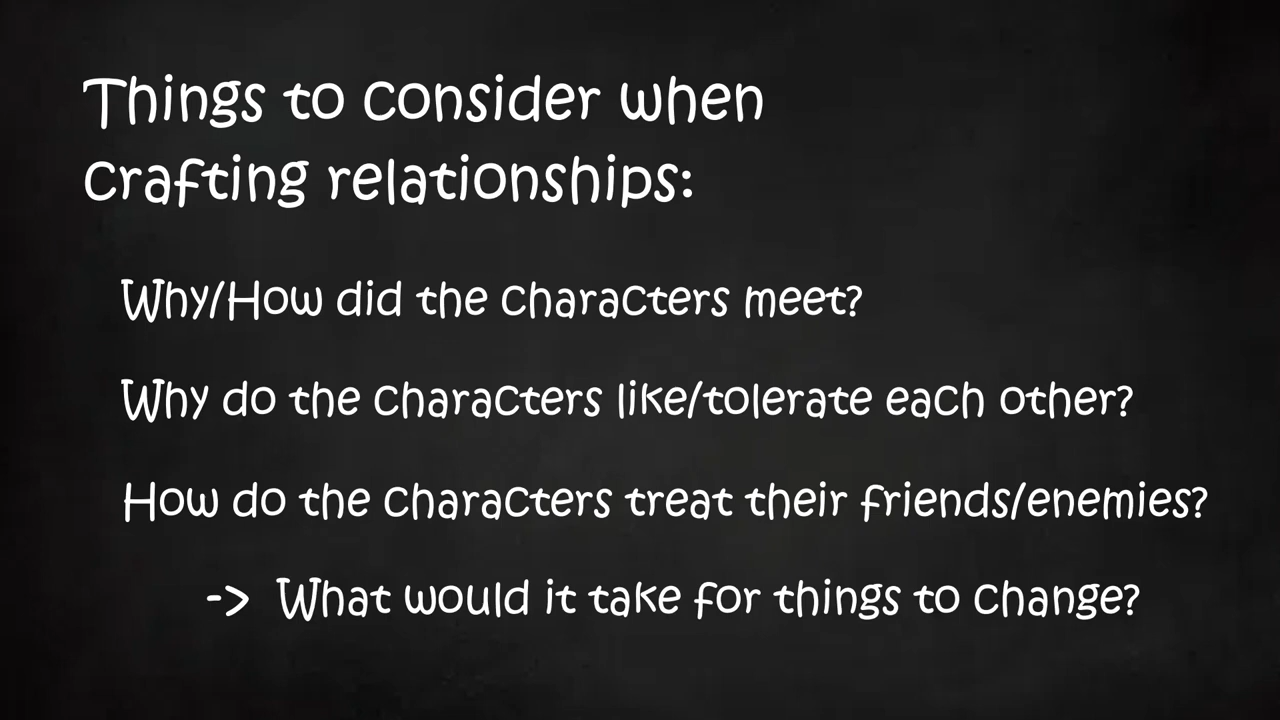 Things to consider when
crafting relationships:
Why/How did the characters meet?
Why do the characters like/tolerate each other?
How do the characters treat their friends/enemies?
-> What would it take for things to change?